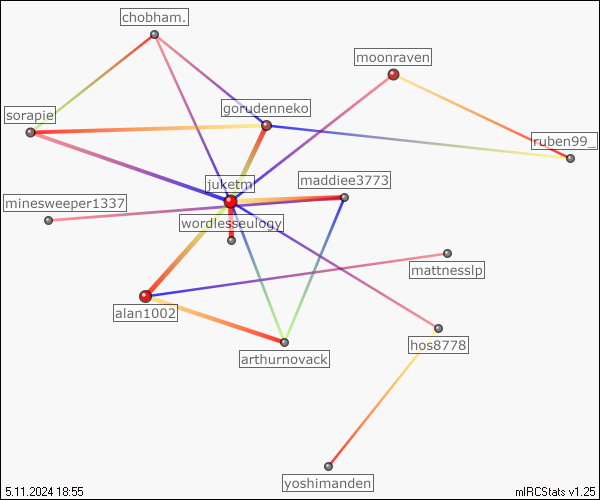 chobham.
moonraven
gorudenneko
sorapie
ruben99_
maddiee3773
juketm
minesweeper1337
wordlesseulogy
mattnesslp
alan1002
hos8778
arthurnovack
yoshimanden
5.11.2024 18:55
mIRCStats v1.25